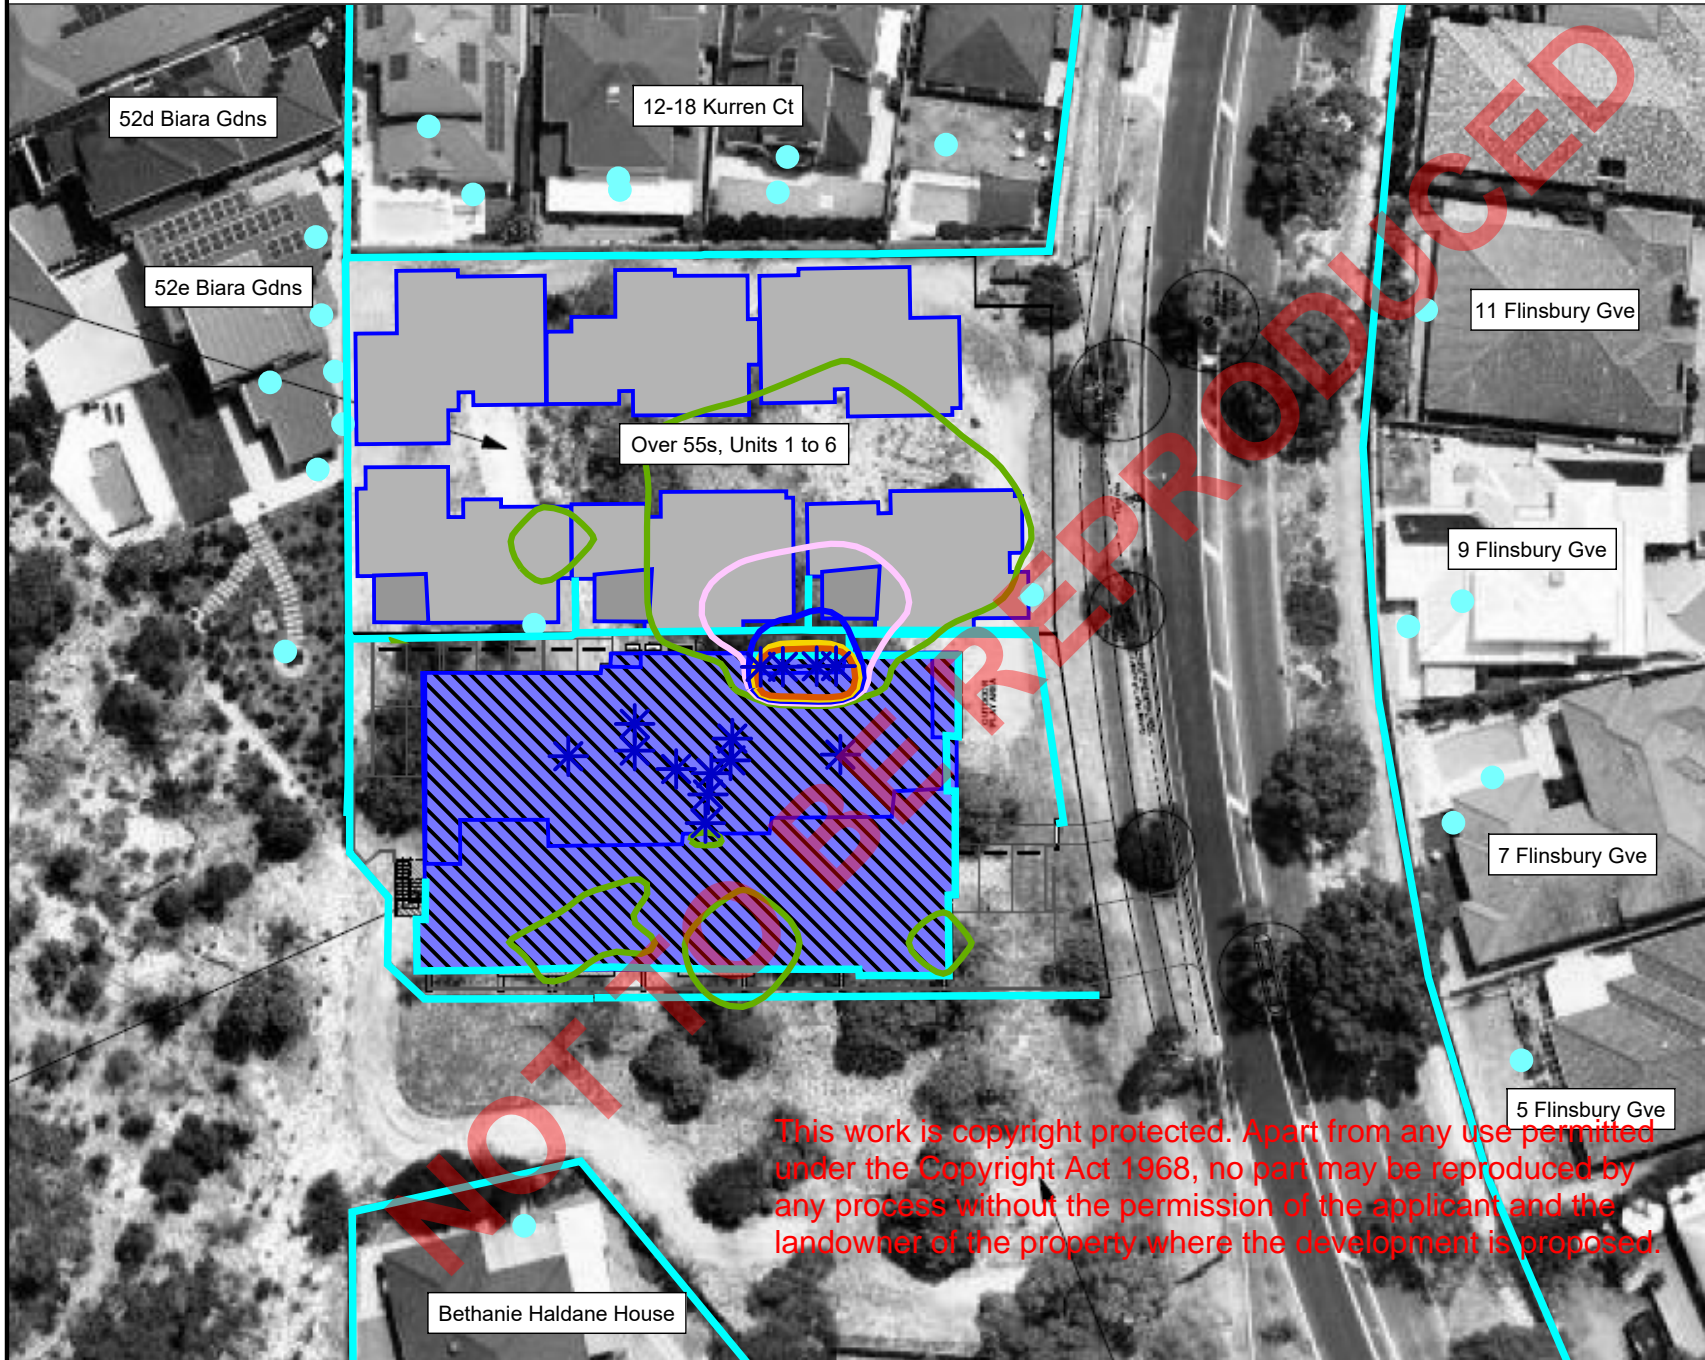 52d Biara Gdns
12-18 Kurren Ct
52e Biara Gdns
11 Flinsbury Gve
Over 55s, Units 1 to 6
9 Flinsbury Gve
7 Flinsbury Gve
5 Flinsbury Gve
Bethanie Haldane House
NOT TO BE REPRODUCED
This work is copyright protected. Apart from any use permitted
under the Copyright Act 1968, no part may be reproduced by
any process without the permission of the applicant and the
landowner of the property where the development is proposed.